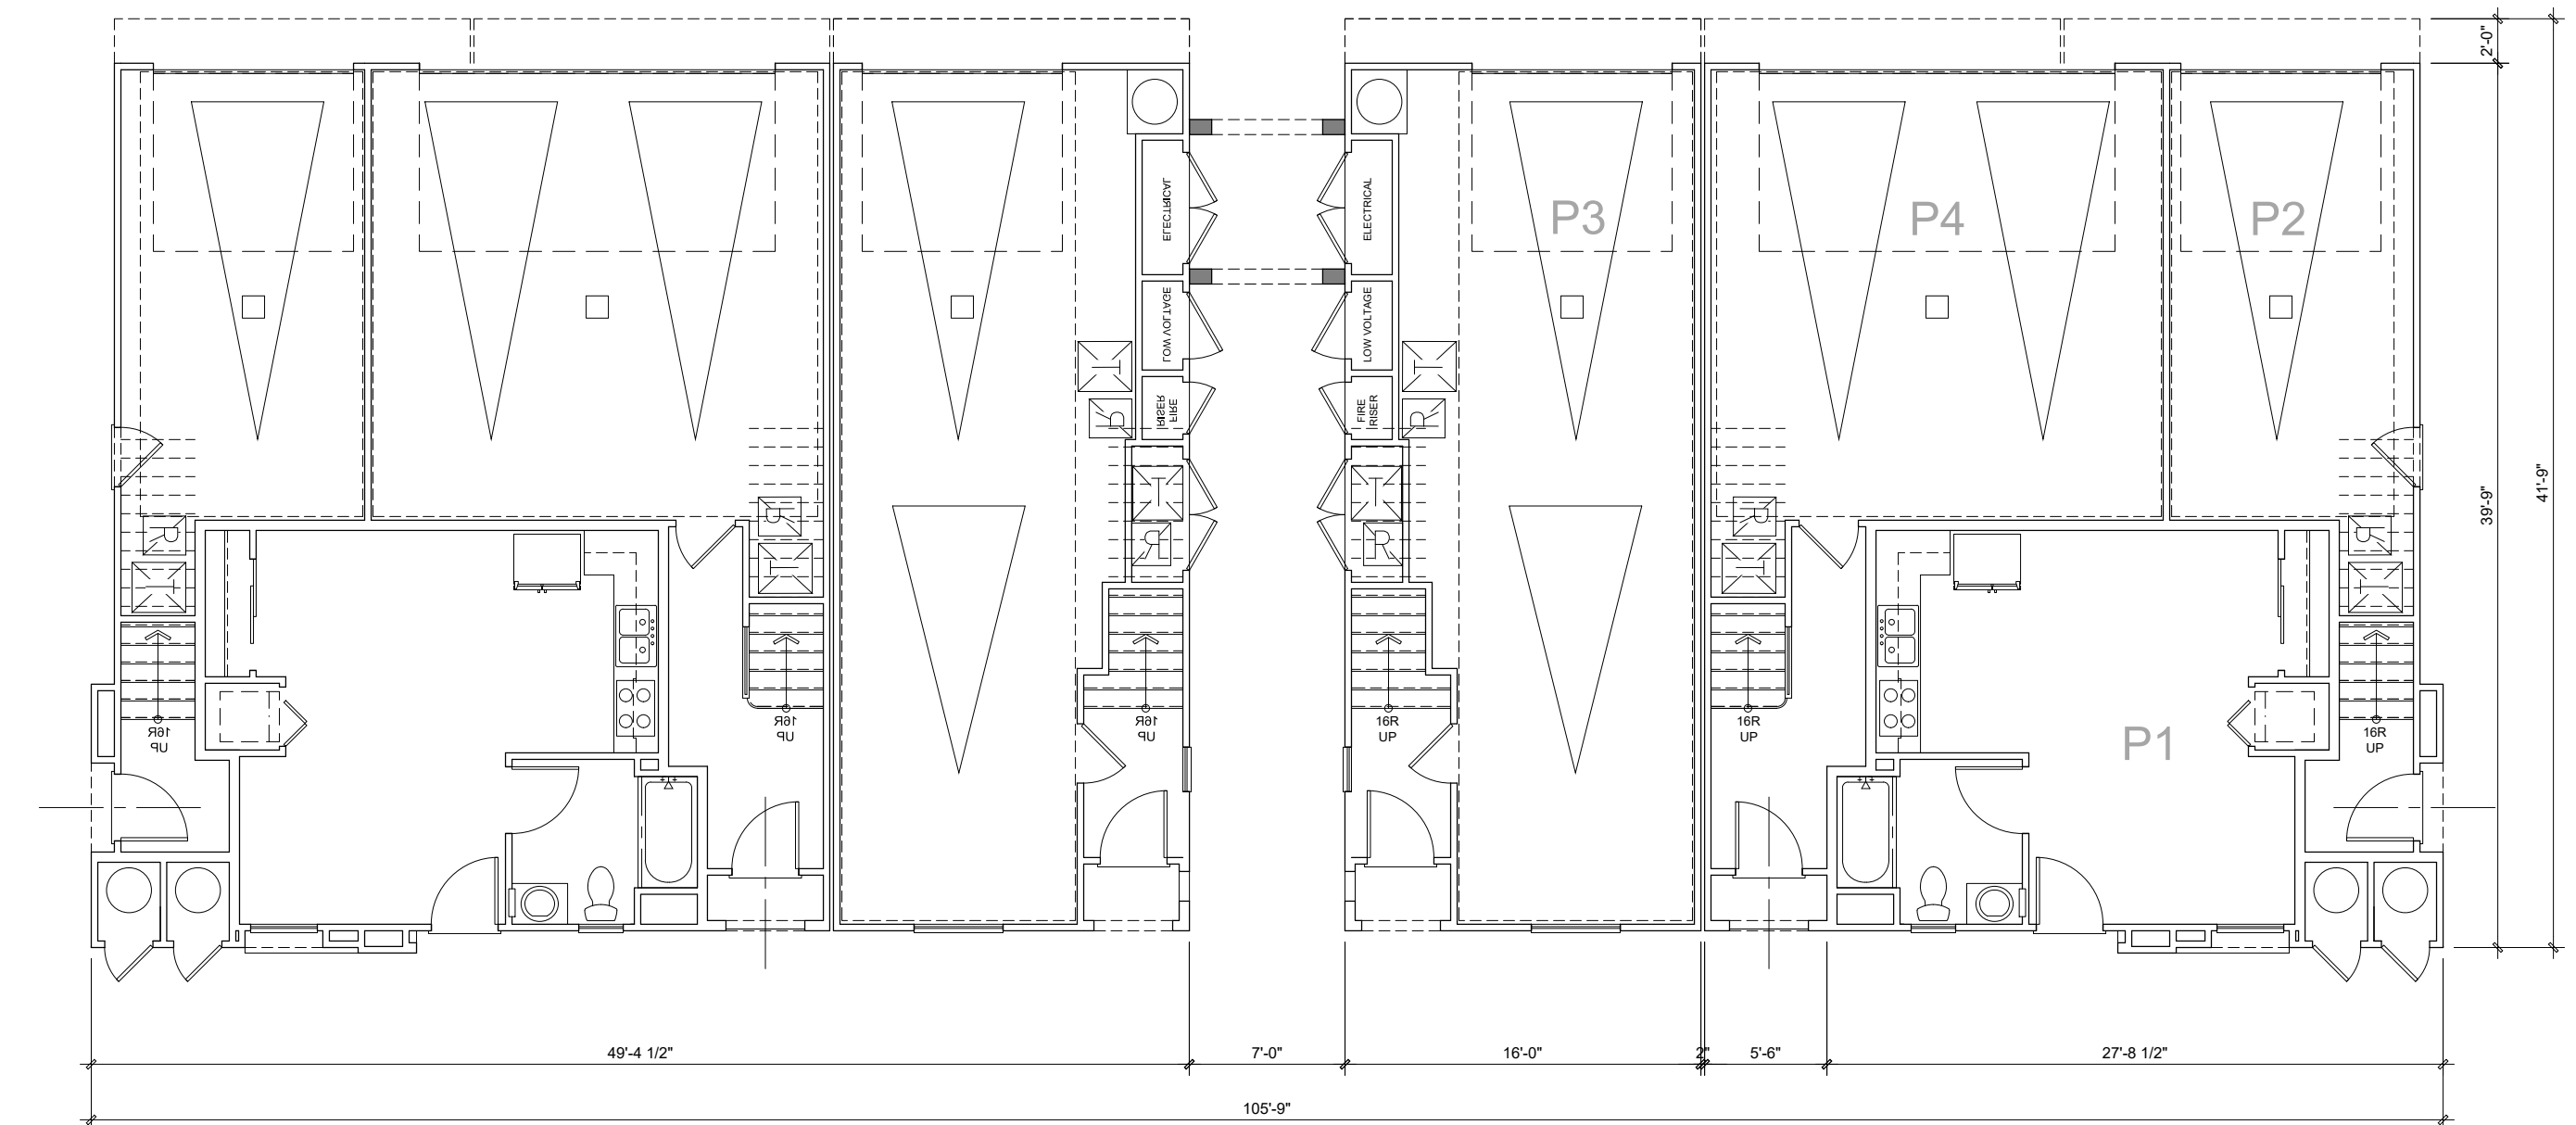 2'-0"
ELECTRICAL
ELECTRICAL
P3
P4
P2
LOW VOLTAGE
LOW VOLTAGE
FIRE
RISER
FIRE
RISER
39'-9"
41'-9"
16R
UP
16R
UP
16R
UP
16R
UP
16R
UP
16R
UP
P1
49'-4 1/2"
7'-0"
16'-0"
2"
5'-6"
27'-8 1/2"
105'-9"